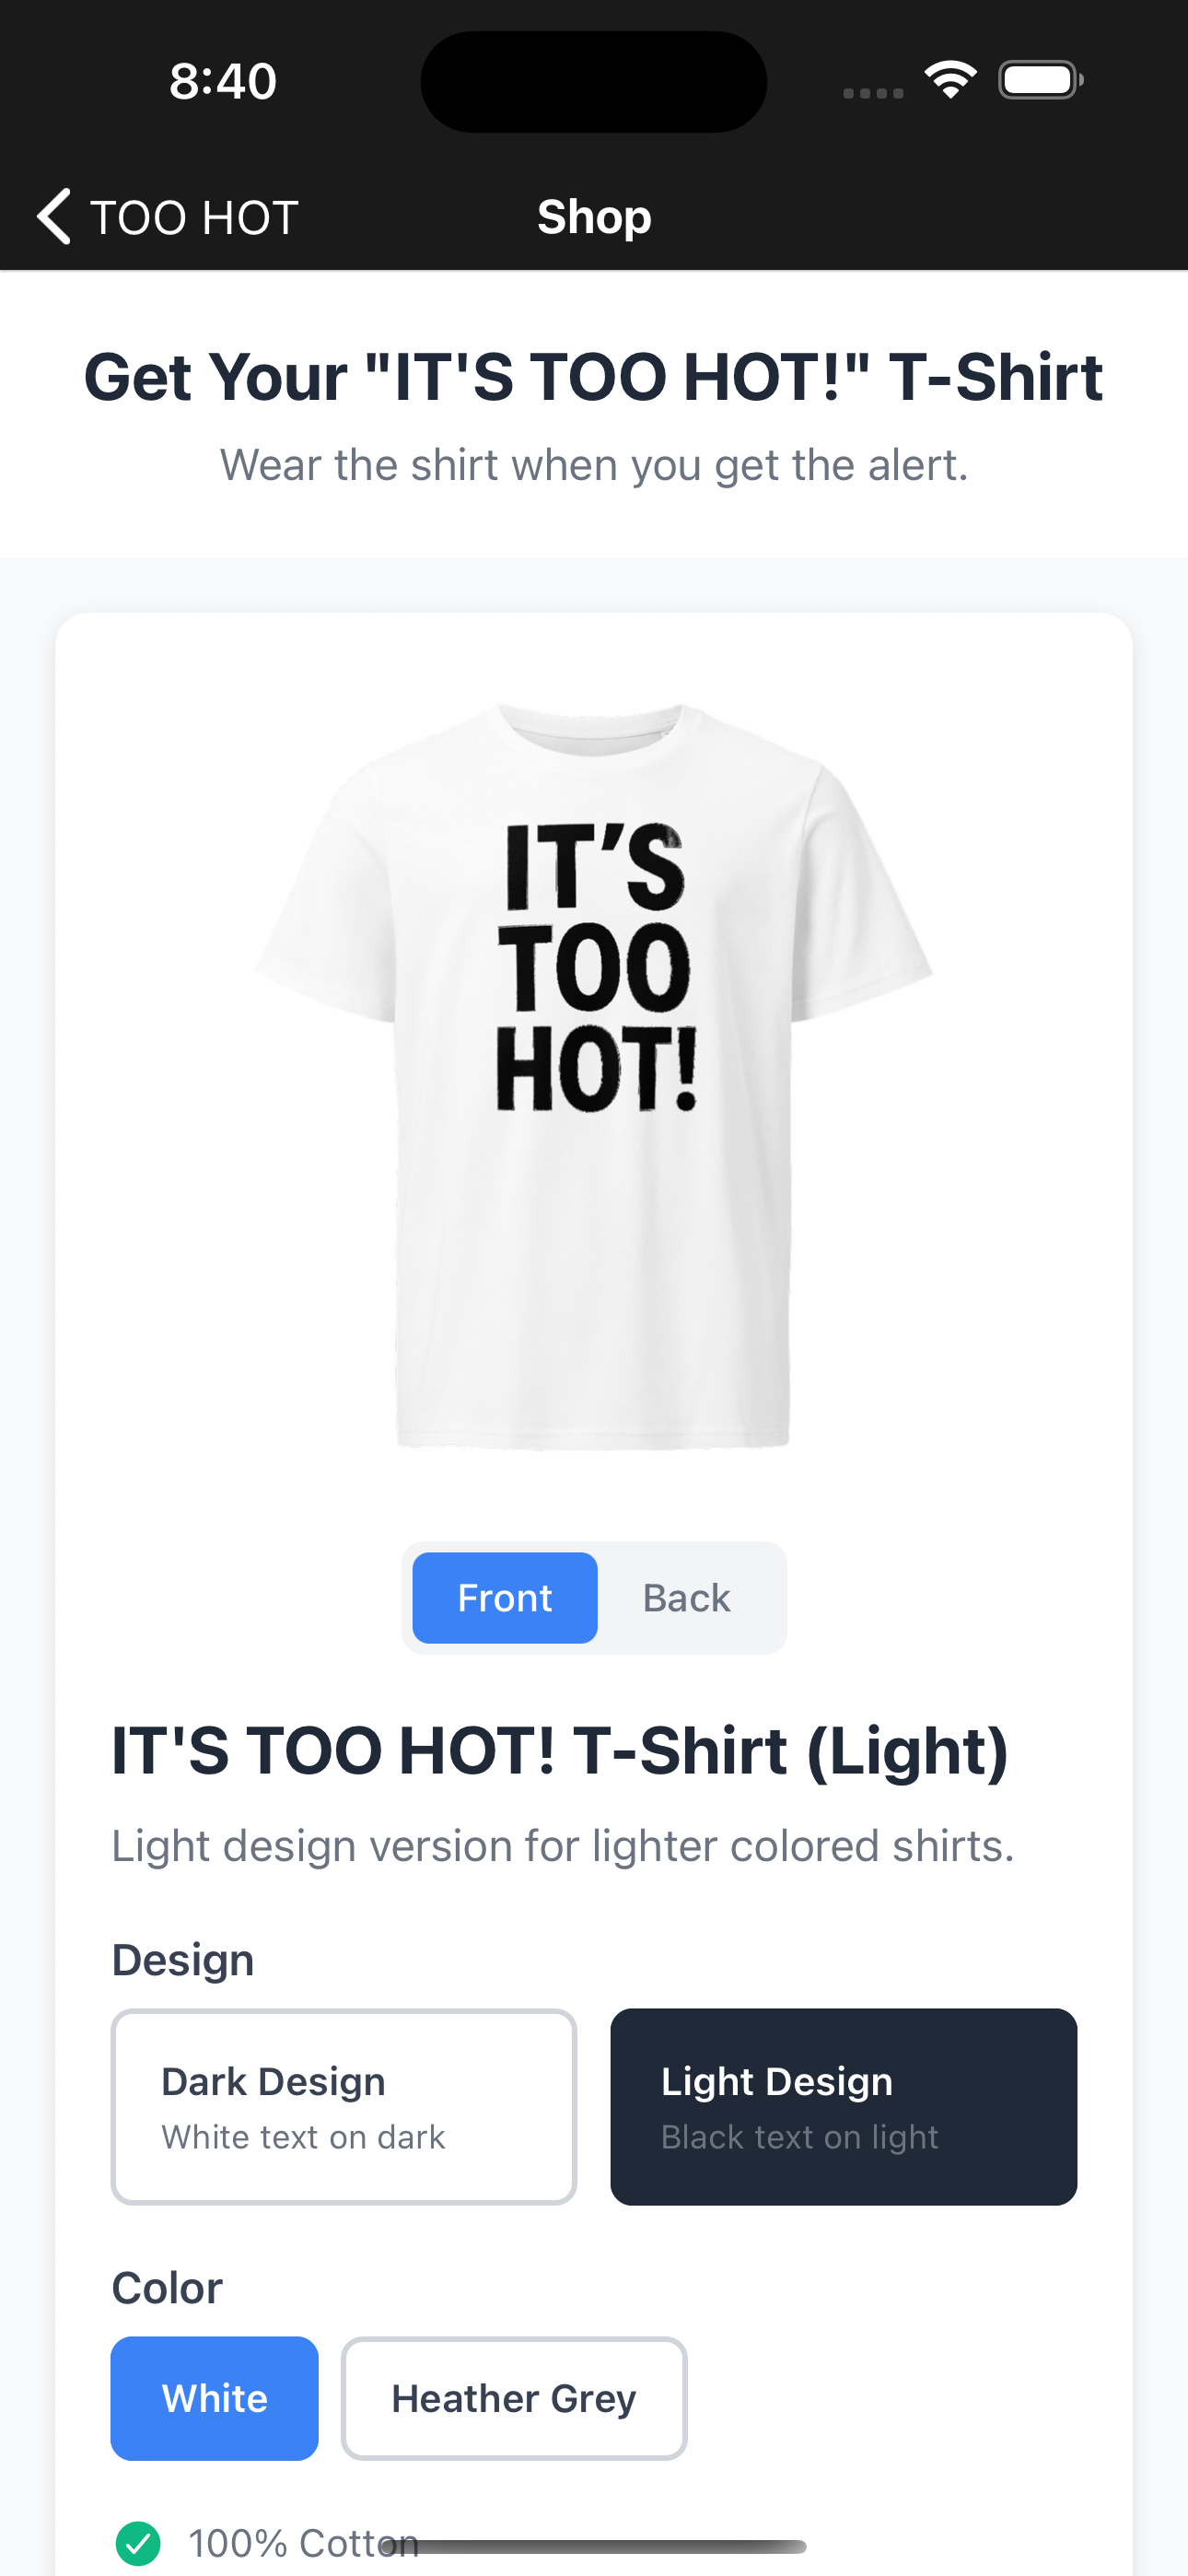 8:40
TOO HOT
Shop
Get Your "IT'S TOO HOT!" T-Shirt
Wear the shirt when you get the alert.
IT'S
TOO
HOT!
Front
Back
IT'S TOO HOT! T-Shirt (Light)
Light design version for lighter colored shirts.
Design
Dark Design
White text on dark
Light Design
Black text on light
Color
White
Heather Grey
100% Cotton